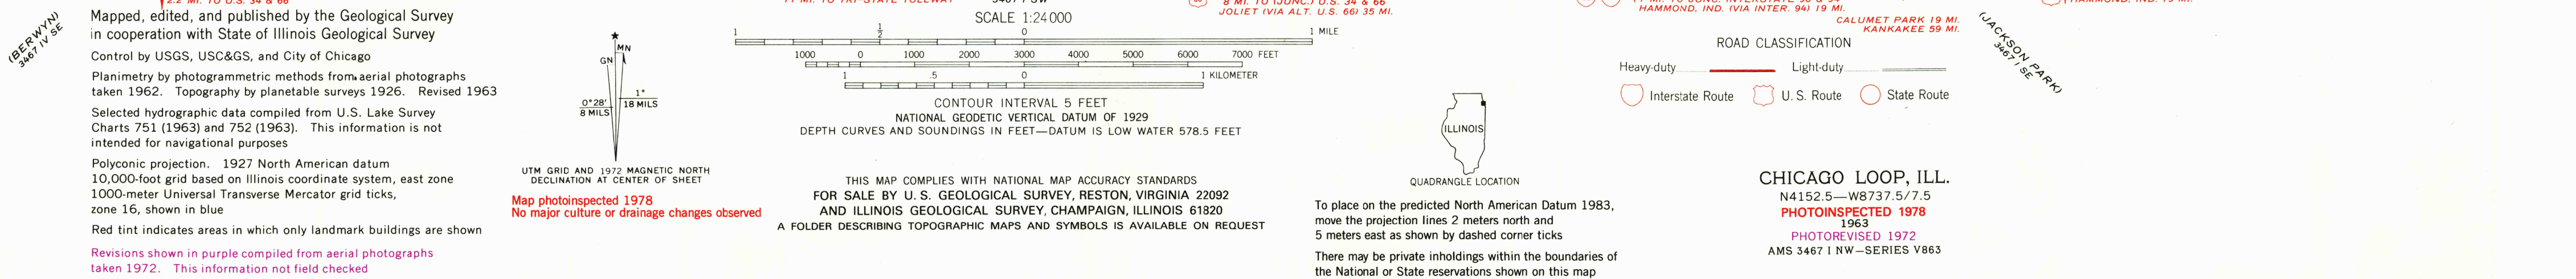 (BERWYN)
3467 IV SE
2.2 MI. TO U.S. 34 & 66
Mapped, edited, and published by the Geological Survey
in cooperation with State of Illinois Geological Survey
Control by USGS, USC&GS, and City of Chicago
Planimetry by photogrammetric methods from aerial photographs
taken 1962. Topography by planetable surveys 1926. Revised 1963
Selected hydrographic data compiled from U.S. Lake Survey
Charts 751 (1963) and 752 (1963). This information is not
intended for navigational purposes
Polyconic projection. 1927 North American datum
10,000-foot grid based on Illinois coordinate system, east zone
1000-meter Universal Transverse Mercator grid ticks,
zone 16, shown in blue
Red tint indicates areas in which only landmark buildings are shown
Revisions shown in purple compiled from aerial photographs
taken 1972. This information not field checked
MN
GN
0°28'
8 MILS
1°
18 MILS
UTM GRID AND 1972 MAGNETIC NORTH
DECLINATION AT CENTER OF SHEET
Map photoinspected 1978
No major culture or drainage changes observed
SCALE 1:24 000
1 ½ 0 1 MILE
1000 0 1000 2000 3000 4000 5000 6000 7000 FEET
1 .5 0 1 KILOMETER
CONTOUR INTERVAL 5 FEET
NATIONAL GEODETIC VERTICAL DATUM OF 1929
DEPTH CURVES AND SOUNDINGS IN FEET—DATUM IS LOW WATER 578.5 FEET
THIS MAP COMPLIES WITH NATIONAL MAP ACCURACY STANDARDS
FOR SALE BY U. S. GEOLOGICAL SURVEY, RESTON, VIRGINIA 22092
AND ILLINOIS GEOLOGICAL SURVEY, CHAMPAIGN, ILLINOIS 61820
A FOLDER DESCRIBING TOPOGRAPHIC MAPS AND SYMBOLS IS AVAILABLE ON REQUEST
8 MI. TO (JUNC.) U.S. 34 & 66
JOLIET (VIA ALT. U.S. 66) 35 MI.
ILLINOIS
QUADRANGLE LOCATION
To place on the predicted North American Datum 1983,
move the projection lines 2 meters north and
5 meters east as shown by dashed corner ticks
There may be private inholdings within the boundaries of
the National or State reservations shown on this map
HAMMOND, IND. (VIA INTER. 94) 19 MI.
CALUMET PARK 19 MI.
KANKAKEE 59 MI.
ROAD CLASSIFICATION
Heavy-duty Light-duty
Interstate Route U. S. Route State Route
CHICAGO LOOP, ILL.
N4152.5—W8737.5/7.5
PHOTOINSPECTED 1978
1963
PHOTOREVISED 1972
AMS 3467 I NW—SERIES V863
(JACKSON PARK)
3467 I SE